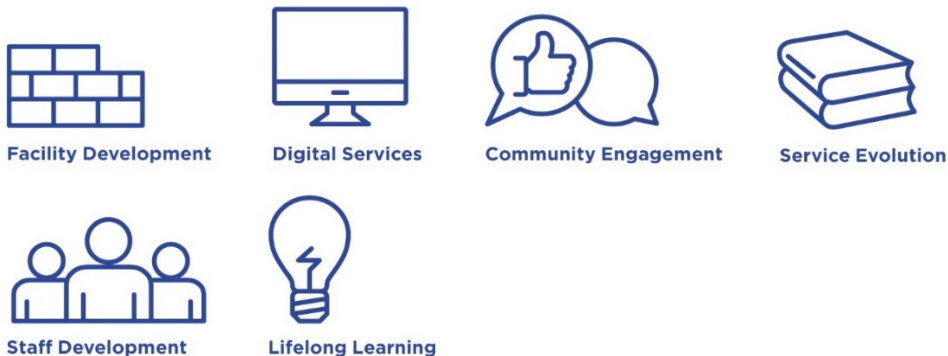 Facility Development
Digital Services
Community Engagement
Service Evolution
Staff Development
Lifelong Learning